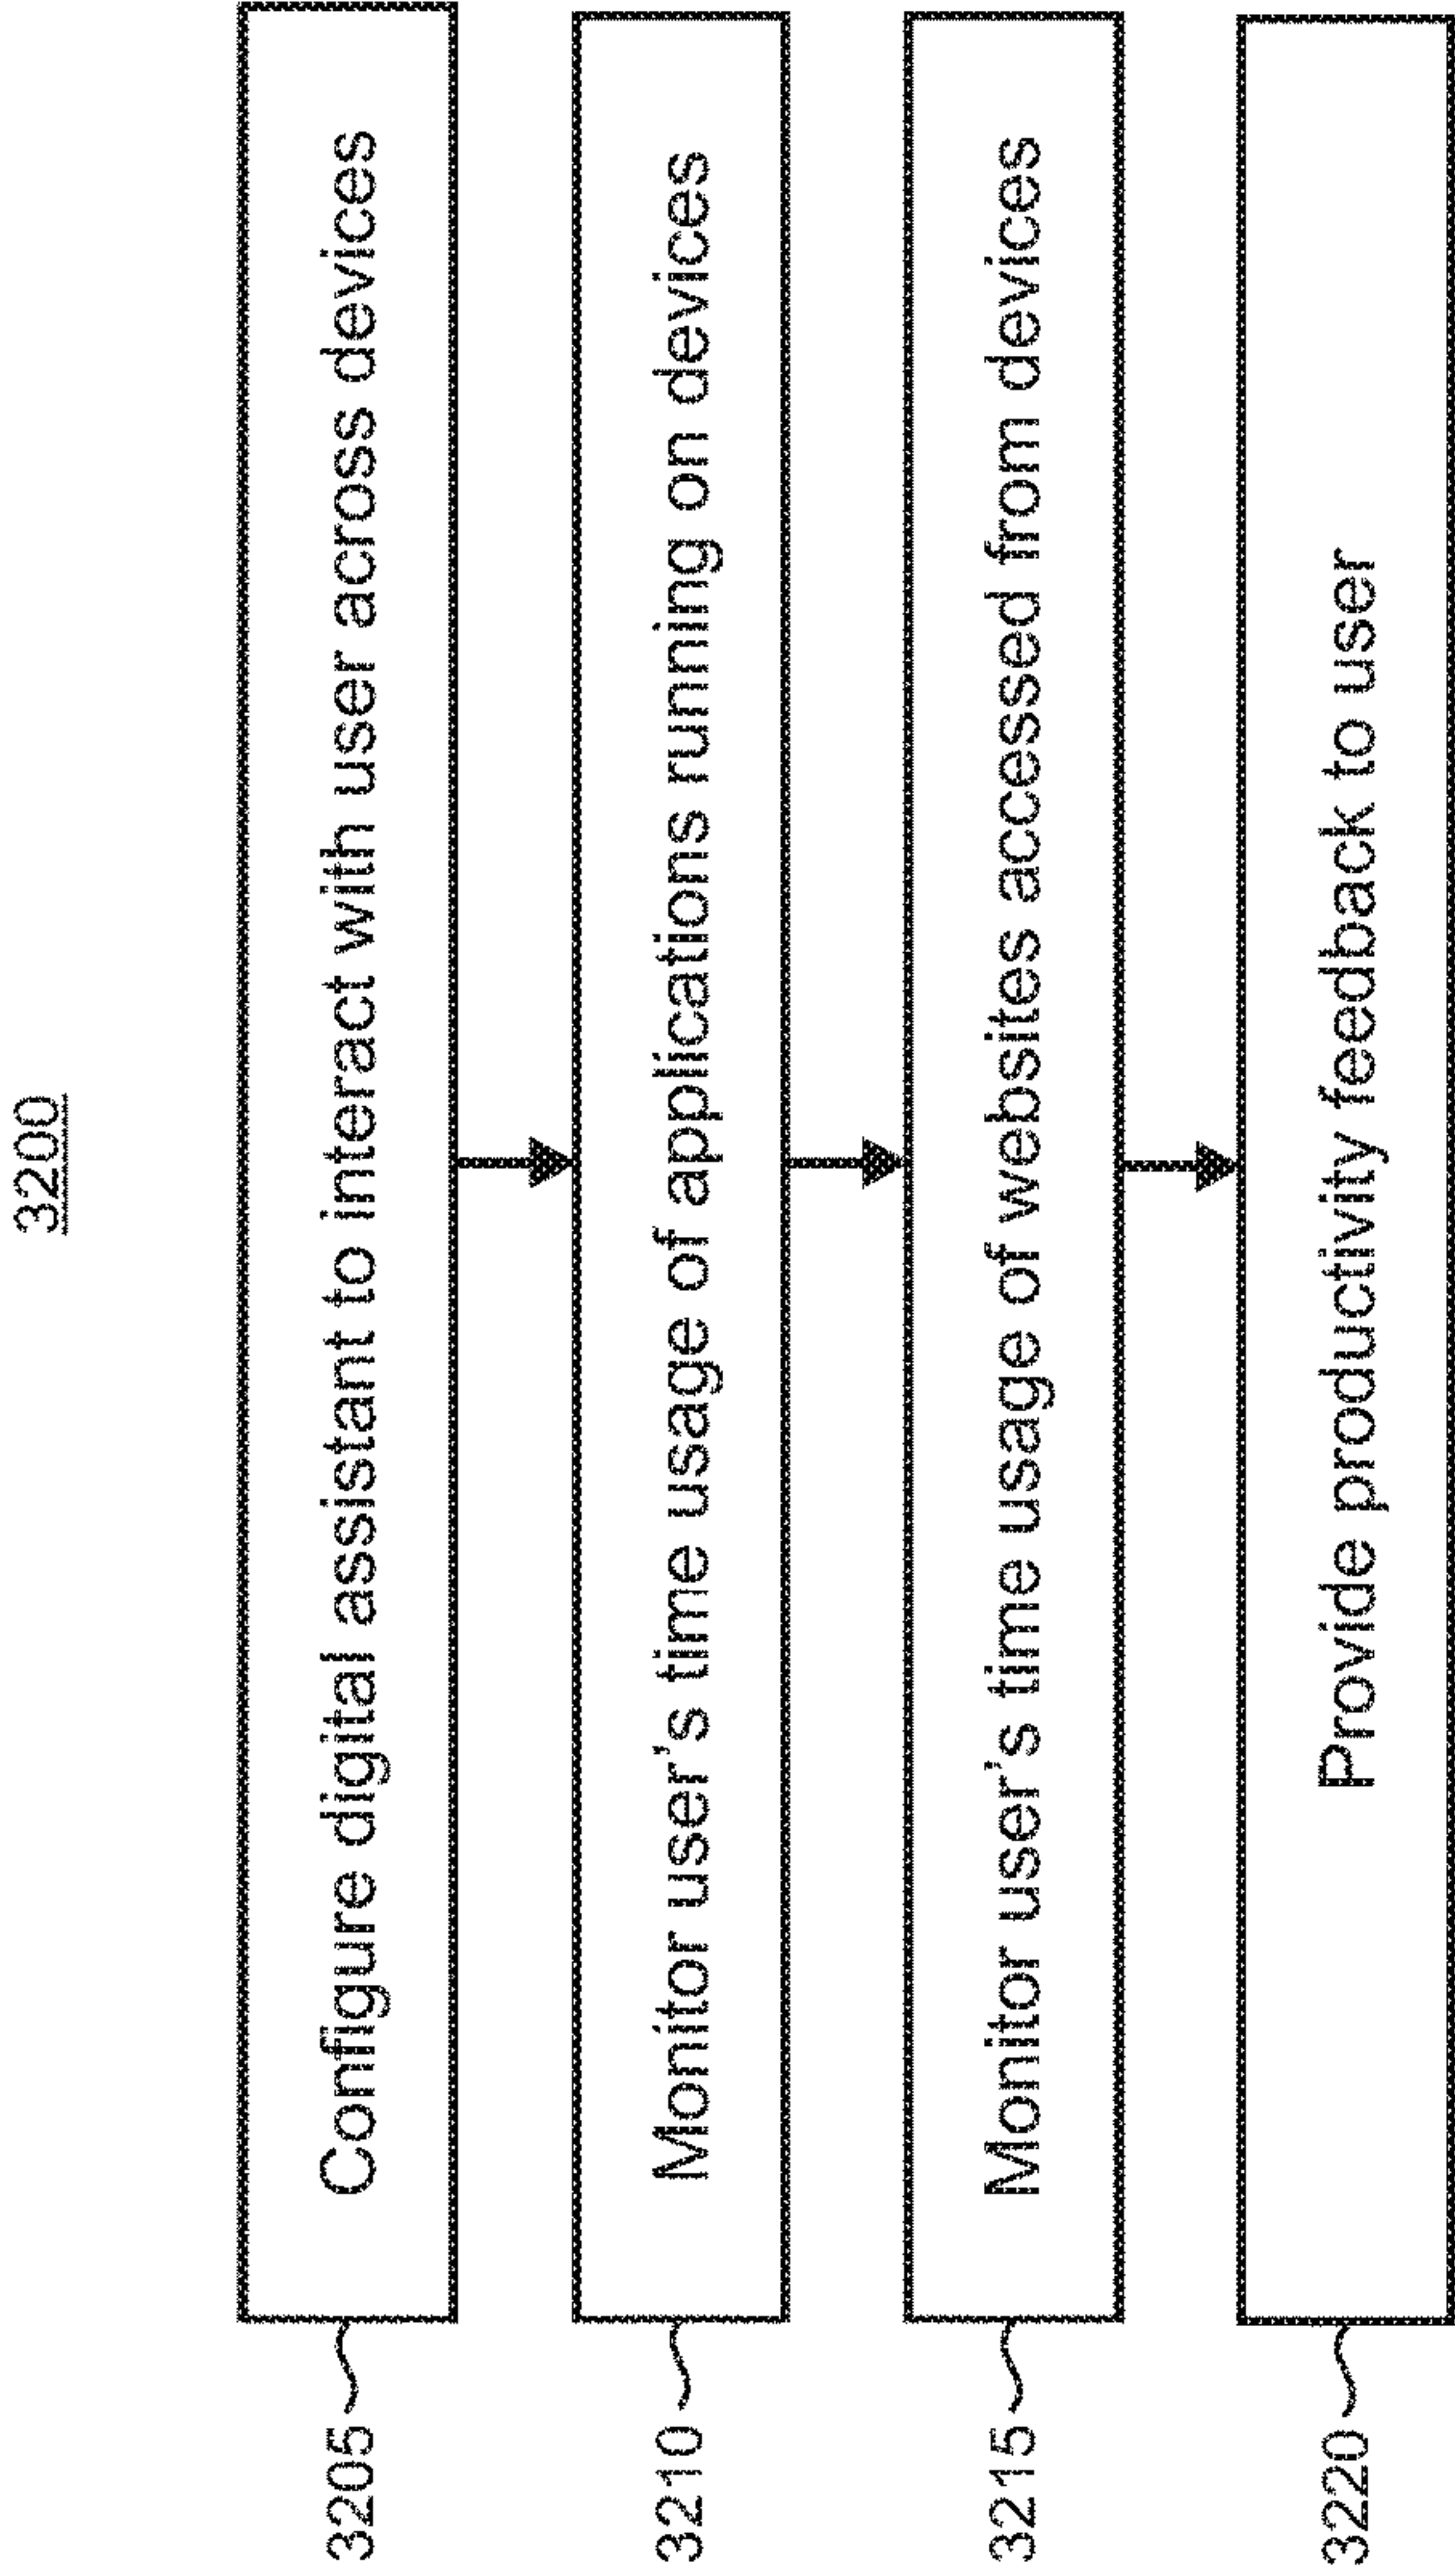 3200
3205
Configure digital assistant to interact with user across devices
3210
Monitor user's time usage of applications running on devices
3215
Monitor user's time usage of websites accessed from devices
3220
Provide productivity feedback to user